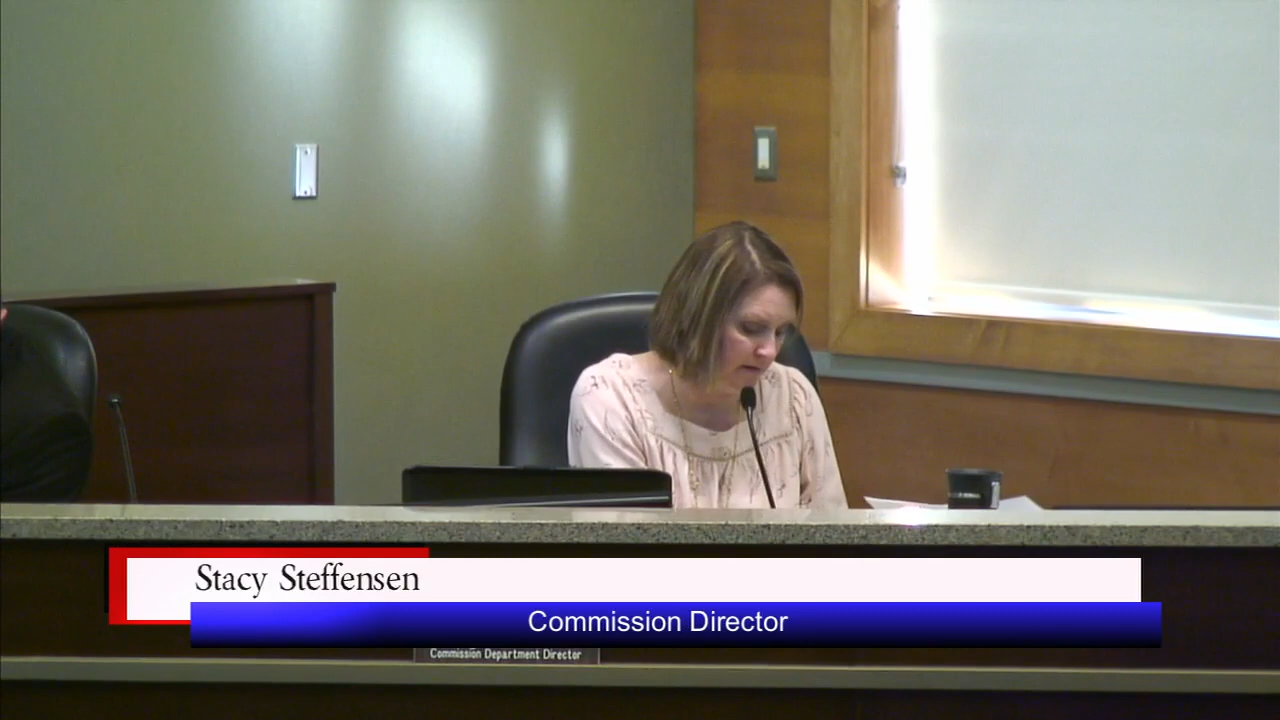 Stacy Steffensen
Commission Director
Commission Department Director